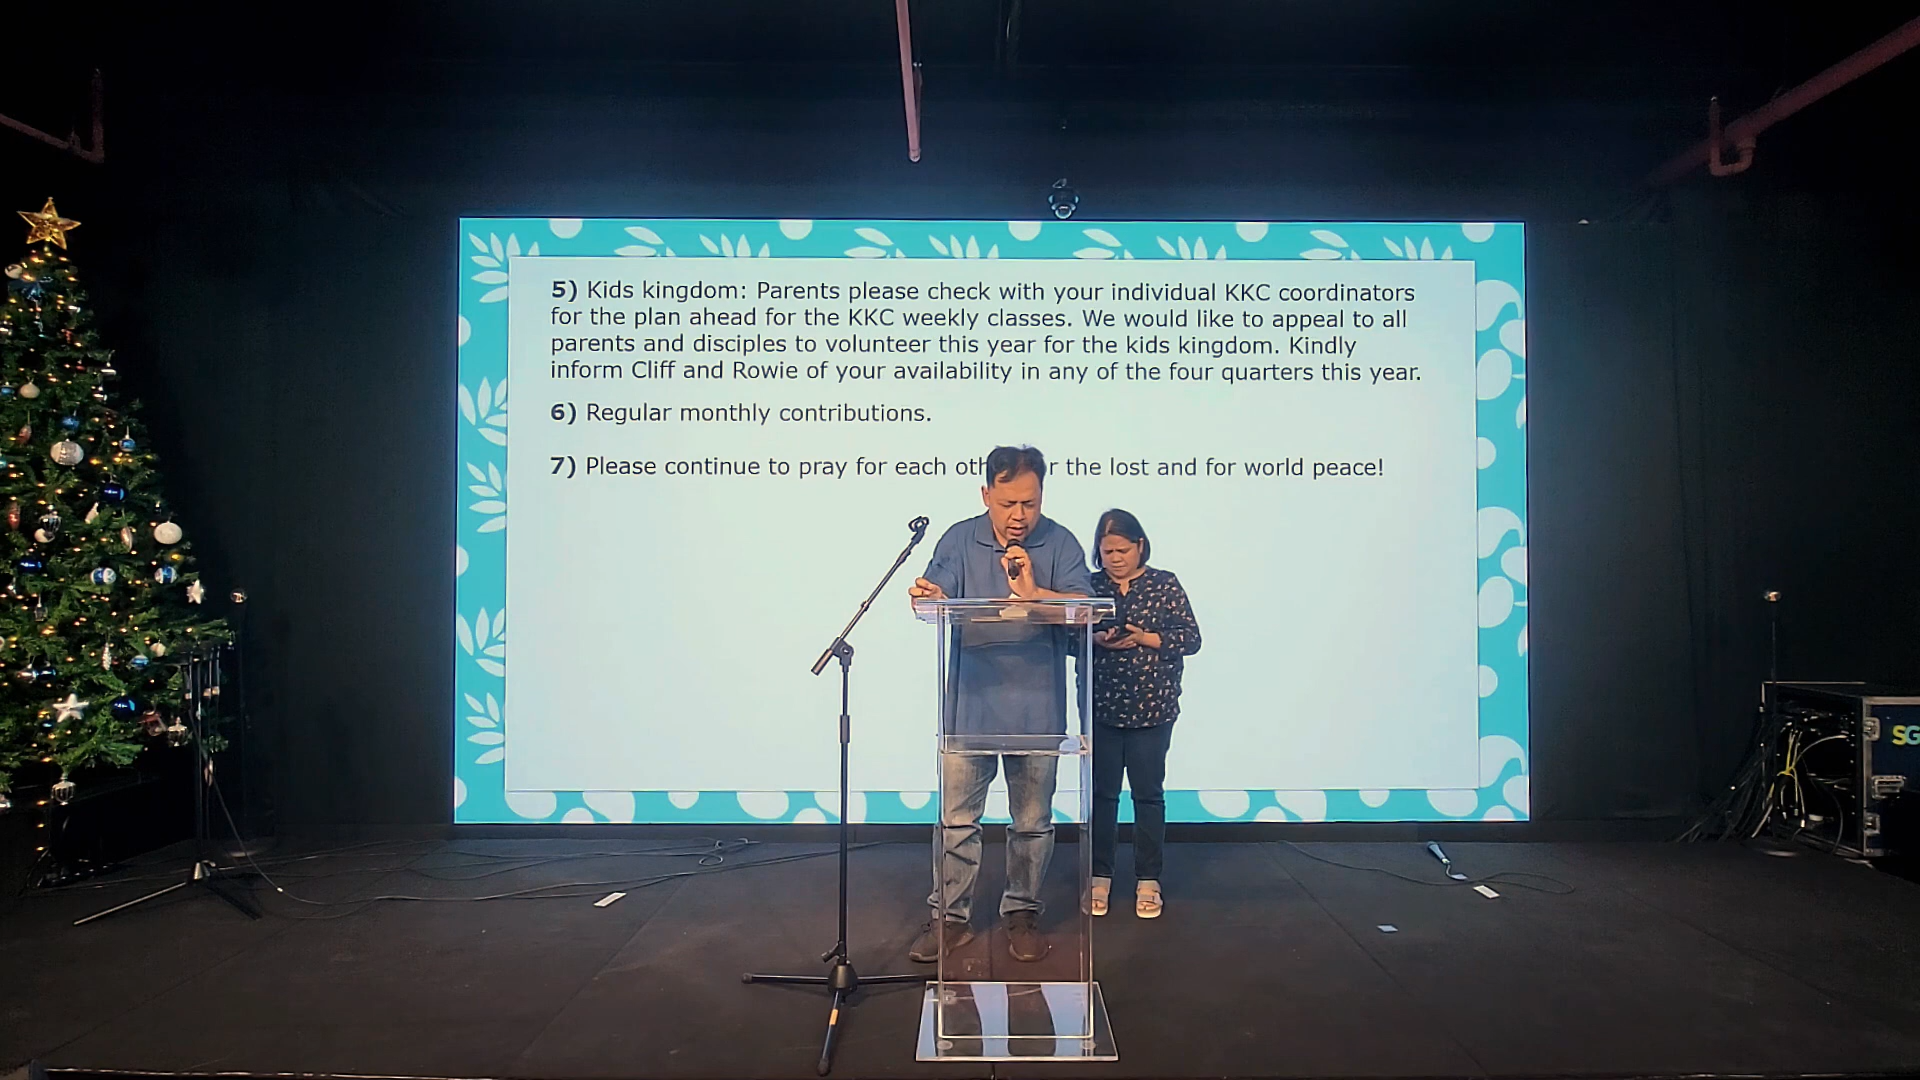 5) Kids kingdom: Parents please check with your individual KKC coordinators
for the plan ahead for the KKC weekly classes. We would like to appeal to all
parents and disciples to volunteer this year for the kids kingdom. Kindly
inform Cliff and Rowie of your availability in any of the four quarters this year.
6) Regular monthly contributions.
7) Please continue to pray for each oth r the lost and for world peace!
SG